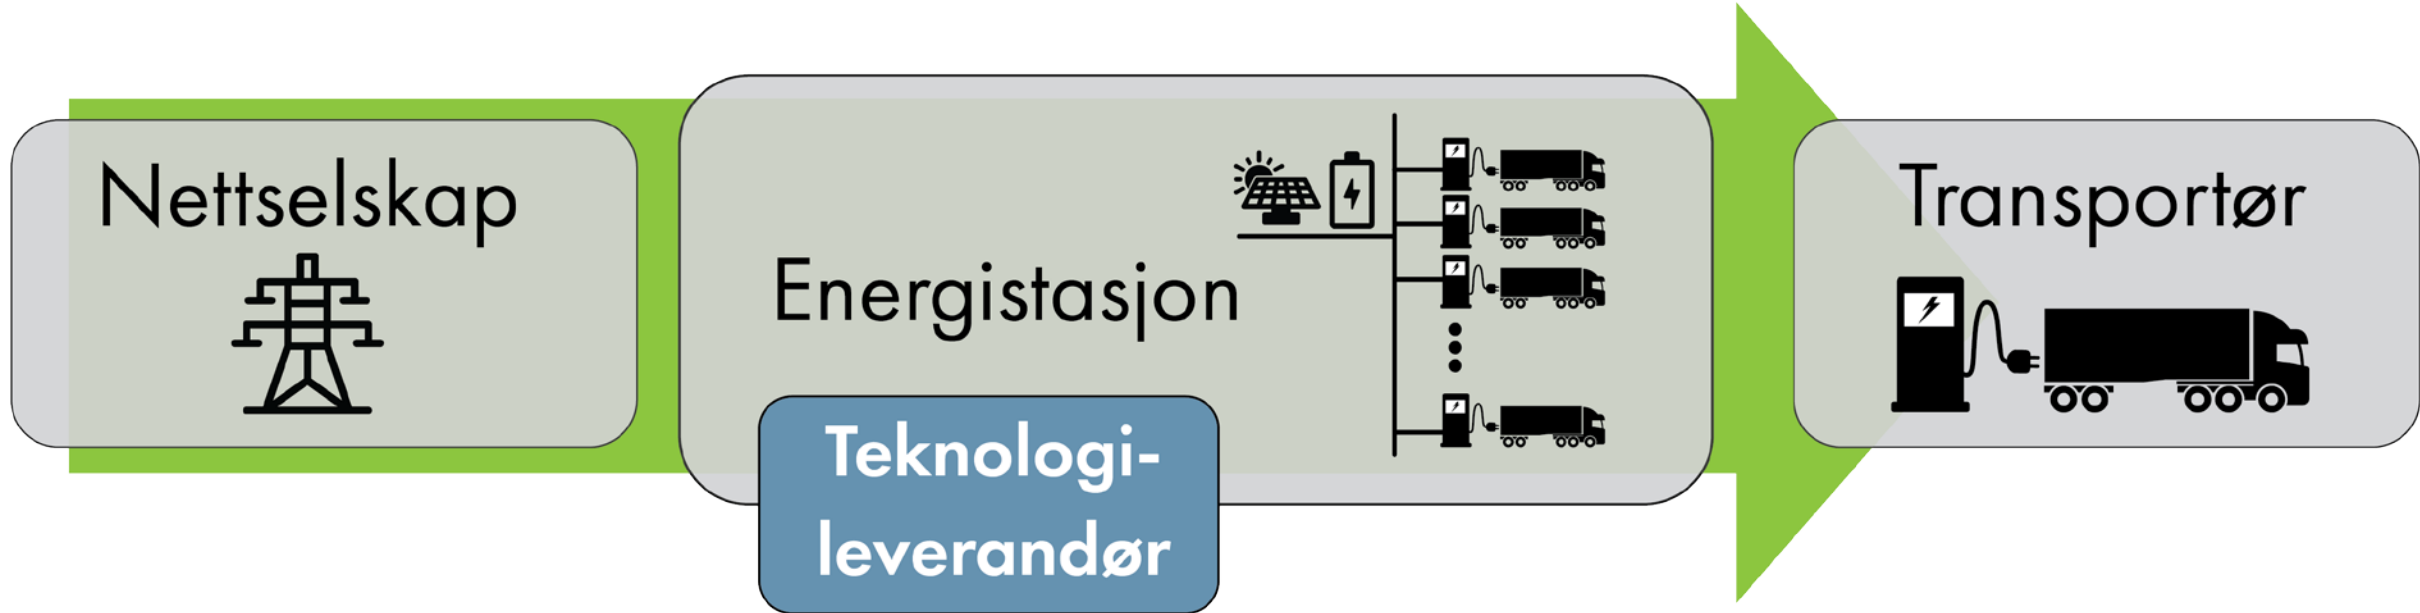 Nettselskap
Energistasjon
Teknologi-
leverandør
Transportør